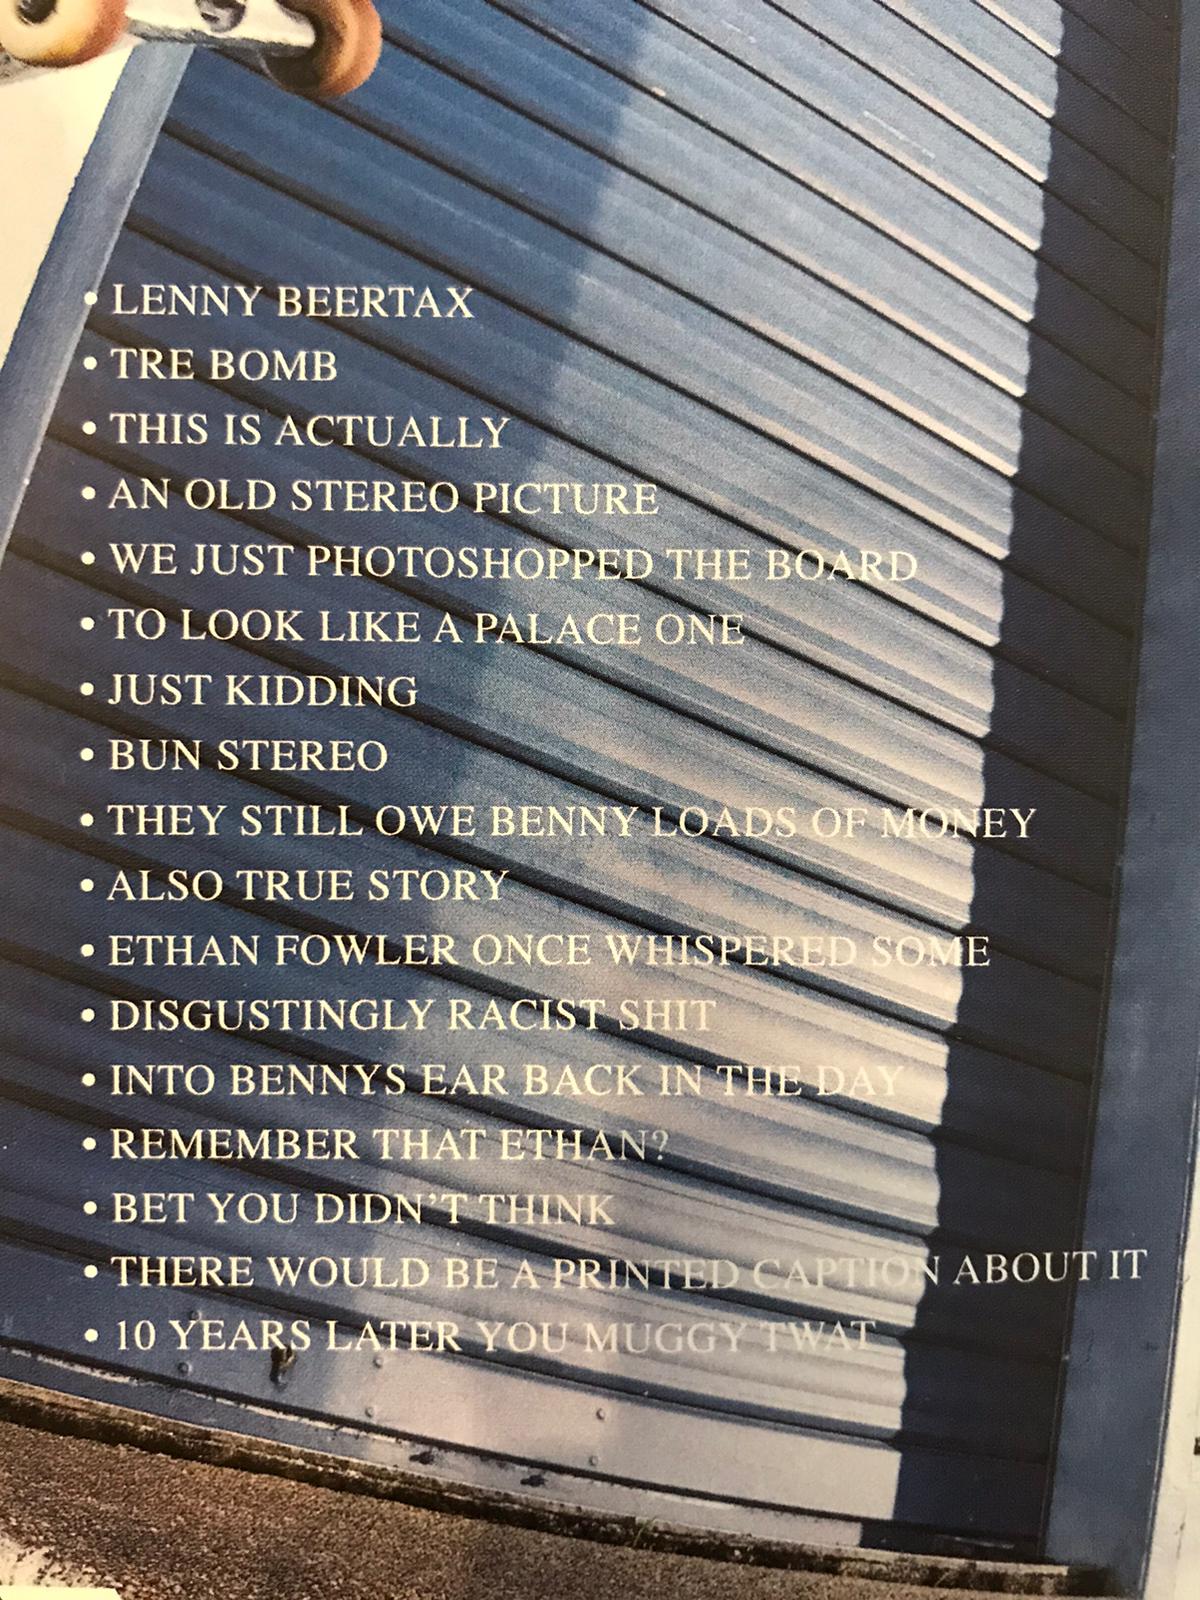 • LENNY BEERTAX
• TRE BOMB
• THIS IS ACTUALLY
• AN OLD STEREO PICTURE
• WE JUST PHOTOSHOPPED THE BOARD
• TO LOOK LIKE A PALACE ONE
• JUST KIDDING
• BUN STEREO
• THEY STILL OWE BENNY LOADS OF MONEY
• ALSO TRUE STORY
• ETHAN FOWLER ONCE WHISPERED SOME
• DISGUSTINGLY RACIST SHIT
• INTO BENNYS EAR BACK IN THE DAY
• REMEMBER THAT ETHAN?
• BET YOU DIDN'T THINK
• THERE WOULD BE A PRINTED CAPTION ABOUT IT
• 10 YEARS LATER YOU MUGGY TWAT